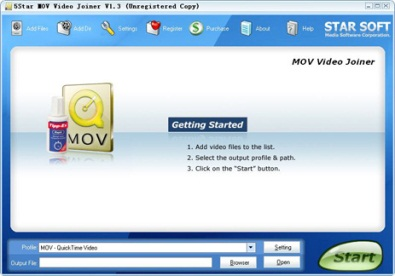 5Star MOV Video Joiner V1.3 (Unregistered Copy)
Add Files Add Dir Settings Register Purchase About Help
STAR SOFT
Media Software Corporation.
MOV Video Joiner
MOV
Getting Started
1. Add video files to the list.
2. Select the output profile & path.
3. Click on the "Start" button.
Profile: MOV - QuickTime Video Setting
Output File: Browser Open
Start